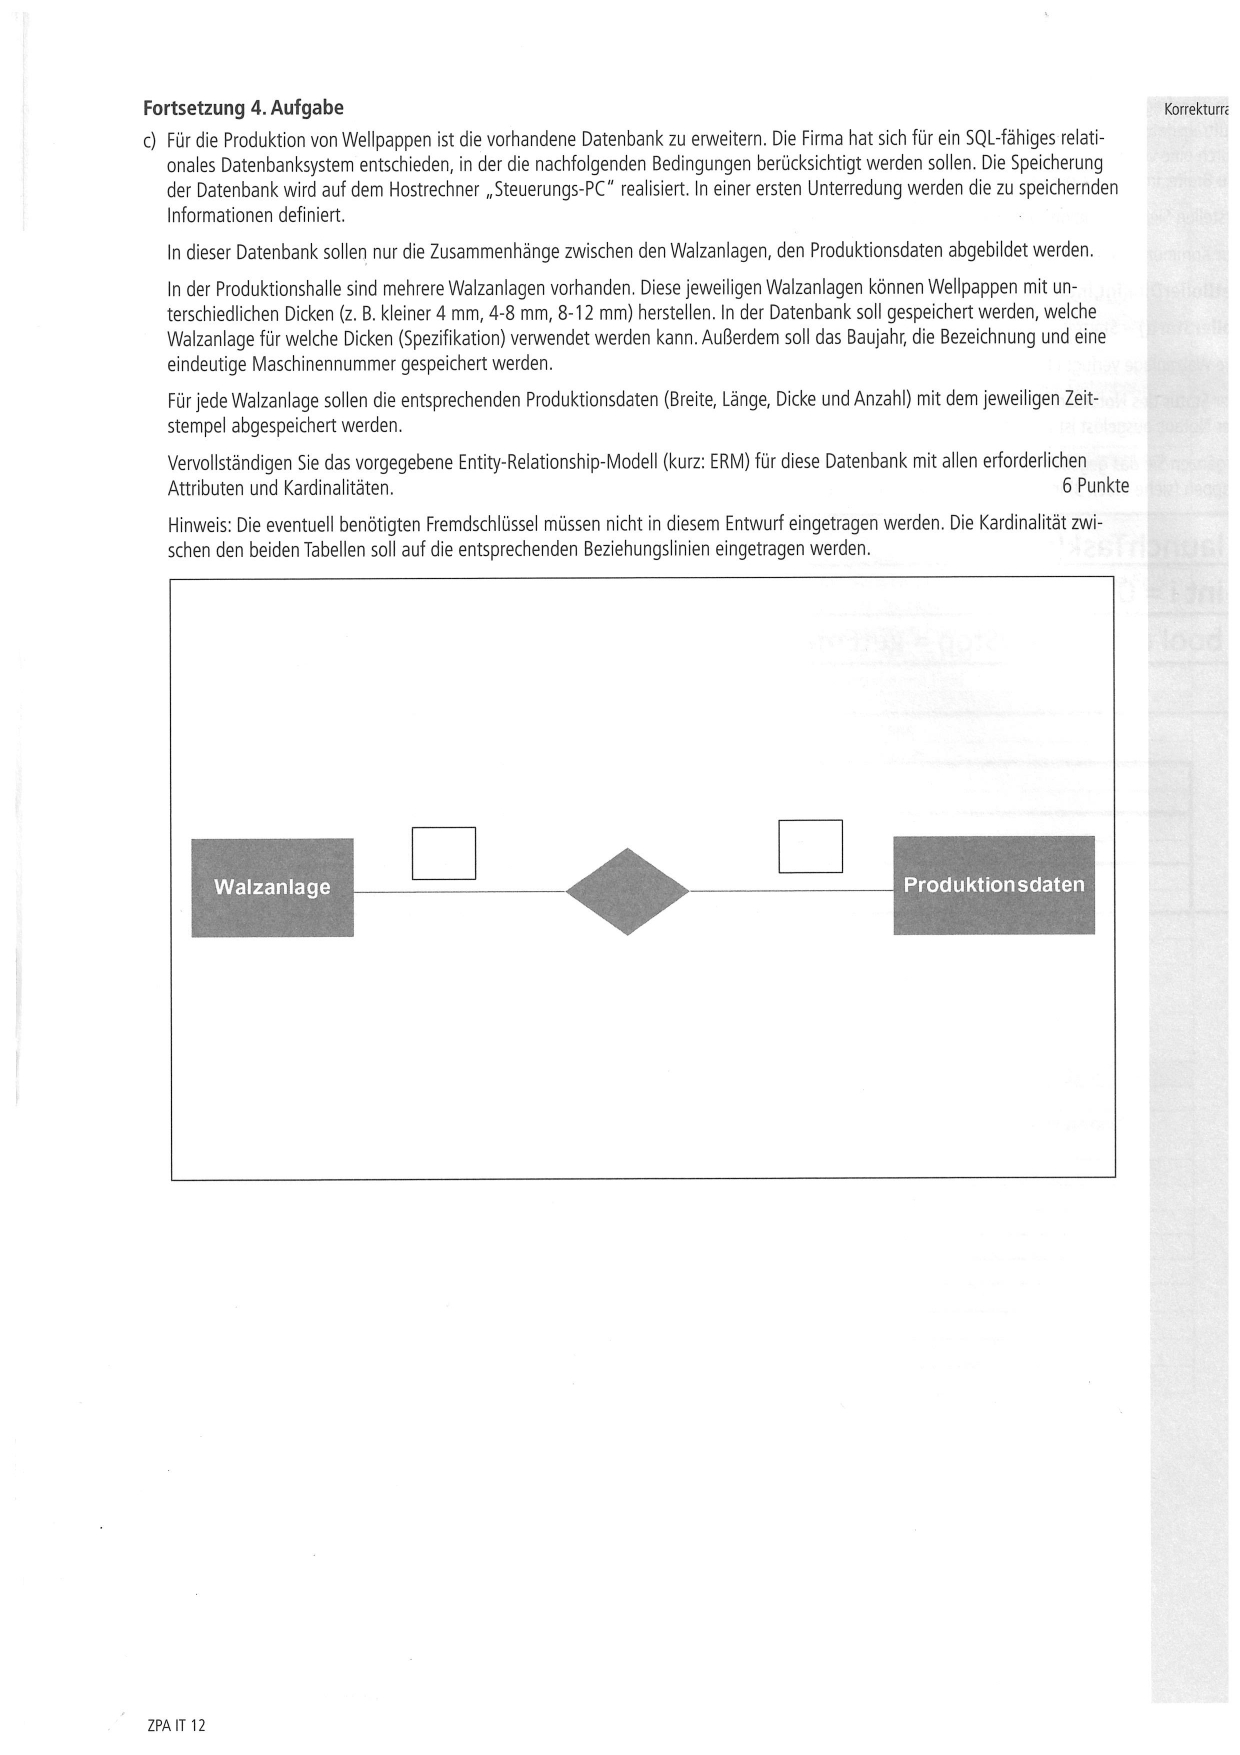 Fortsetzung 4. Aufgabe
Korrekturra
c) Für die Produktion von Wellpappen ist die vorhandene Datenbank zu erweitern. Die Firma hat sich für ein SQL-fähiges relati-
onales Datenbanksystem entschieden, in der die nachfolgenden Bedingungen berücksichtigt werden sollen. Die Speicherung
der Datenbank wird auf dem Hostrechner „Steuerungs-PC" realisiert. In einer ersten Unterredung werden die zu speichernden
Informationen definiert.
In dieser Datenbank sollen nur die Zusammenhänge zwischen den Walzanlagen, den Produktionsdaten abgebildet werden.
In der Produktionshalle sind mehrere Walzanlagen vorhanden. Diese jeweiligen Walzanlagen können Wellpappen mit un-
terschiedlichen Dicken (z. B. kleiner 4 mm, 4-8 mm, 8-12 mm) herstellen. In der Datenbank soll gespeichert werden, welche
Walzanlage für welche Dicken (Spezifikation) verwendet werden kann. Außerdem soll das Baujahr, die Bezeichnung und eine
eindeutige Maschinennummer gespeichert werden.
Für jede Walzanlage sollen die entsprechenden Produktionsdaten (Breite, Länge, Dicke und Anzahl) mit dem jeweiligen Zeit-
stempel abgespeichert werden.
Vervollständigen Sie das vorgegebene Entity-Relationship-Modell (kurz: ERM) für diese Datenbank mit allen erforderlichen
Attributen und Kardinalitäten. 6 Punkte
Hinweis: Die eventuell benötigten Fremdschlüssel müssen nicht in diesem Entwurf eingetragen werden. Die Kardinalität zwi-
schen den beiden Tabellen soll auf die entsprechenden Beziehungslinien eingetragen werden.
Walzanlage
Produktionsdaten
ZPA IT 12